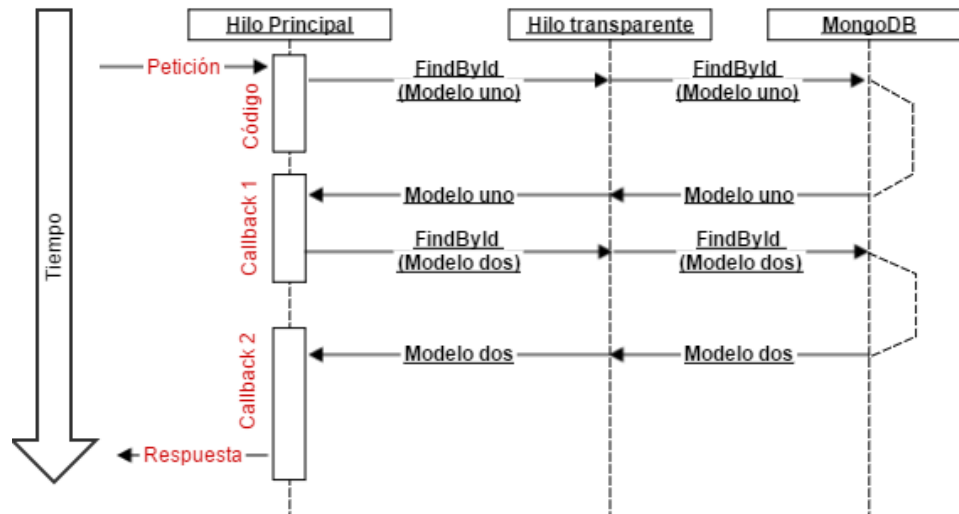 Hilo Principal
Hilo transparente
MongoDB
Petición
FindById
(Modelo uno)
FindById
(Modelo uno)
Código
Modelo uno
Modelo uno
Callback 1
FindById
(Modelo dos)
FindById
(Modelo dos)
Tiempo
Callback 2
Modelo dos
Modelo dos
Respuesta